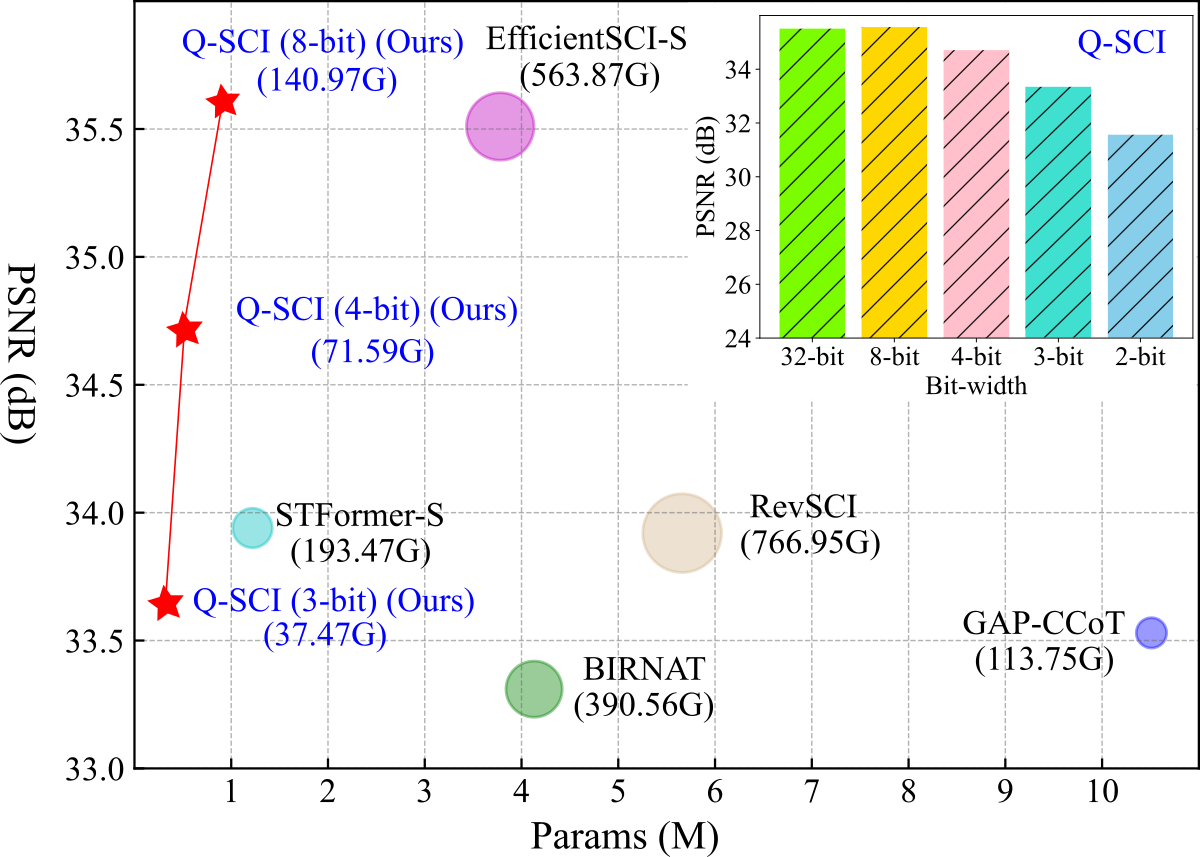 Q-SCI (8-bit) (Ours)
(140.97G)
EfficientSCI-S
(563.87G)
Q-SCI (4-bit) (Ours)
(71.59G)
STFormer-S
(193.47G)
RevSCI
(766.95G)
Q-SCI (3-bit) (Ours)
(37.47G)
GAP-CCoT
(113.75G)
BIRNAT
(390.56G)
PSNR (dB)
35.5
35.0
34.5
34.0
33.5
33.0
1 2 3 4 5 6 7 8 9 10
Params (M)
Q-SCI
PSNR (dB)
34
32
30
28
26
24
32-bit 8-bit 4-bit 3-bit 2-bit
Bit-width